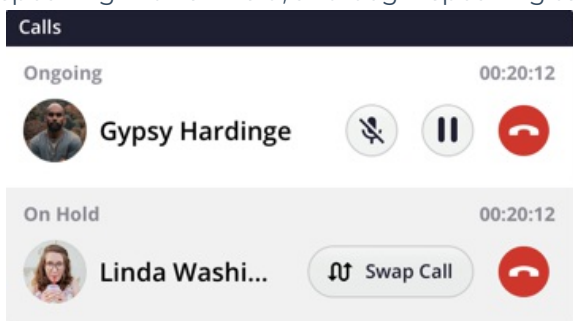 Calls
Ongoing 00:20:12
Gypsy Hardinge
On Hold 00:20:12
Linda Washi... Swap Call